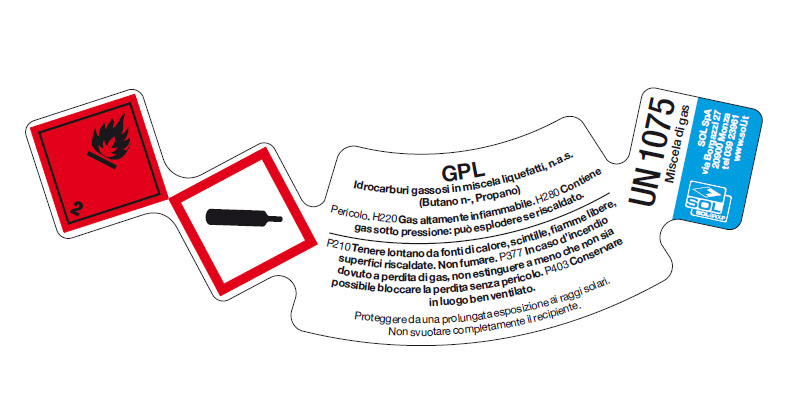 2
GPL
Idrocarburi gassosi in miscela liquefatti, n.a.s.
(Butano n-, Propano)
Pericolo. H220 Gas altamente infiammabile. H280 Contiene
gas sotto pressione: può esplodere se riscaldato.
P210 Tenere lontano da fonti di calore, scintille, fiamme libere,
superfici riscaldate. Non fumare. P377 In caso d'incendio
dovuto a perdita di gas, non estinguere a meno che non sia
possibile bloccare la perdita senza pericolo. P403 Conservare
in luogo ben ventilato.
Proteggere da una prolungata esposizione ai raggi solari.
Non svuotare completamente il recipiente.
UN 1075
Miscela di gas
SOL SpA
via Borgazzi 27
20900 Monza
tel 039 23961
www.sol.it
SOL